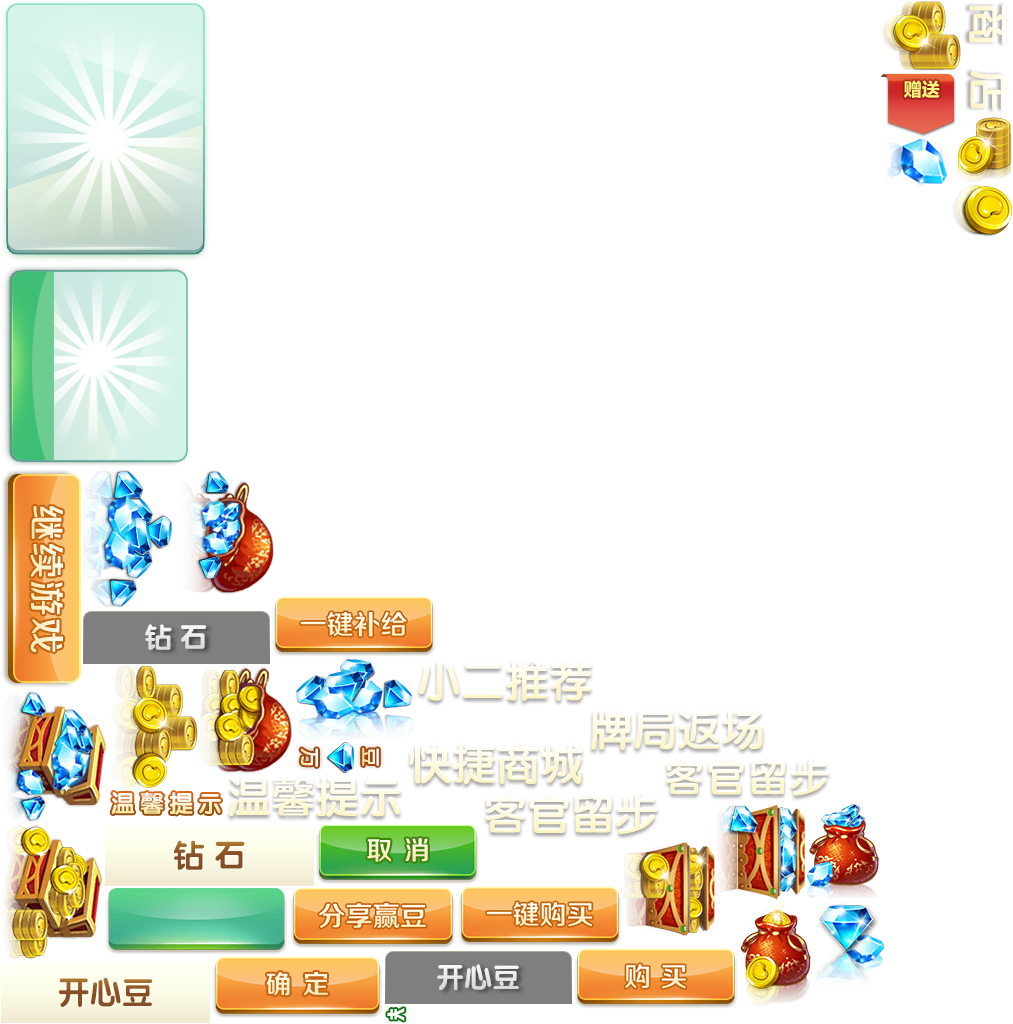 商店
赠送
继续游戏
钻石
一键补给
小二推荐
牌局返场
万
豆
快捷商城
客官留步
温馨提示
温馨提示
客官留步
钻石
取消
分享赢豆
一键购买
开心豆
确定
开心豆
购买